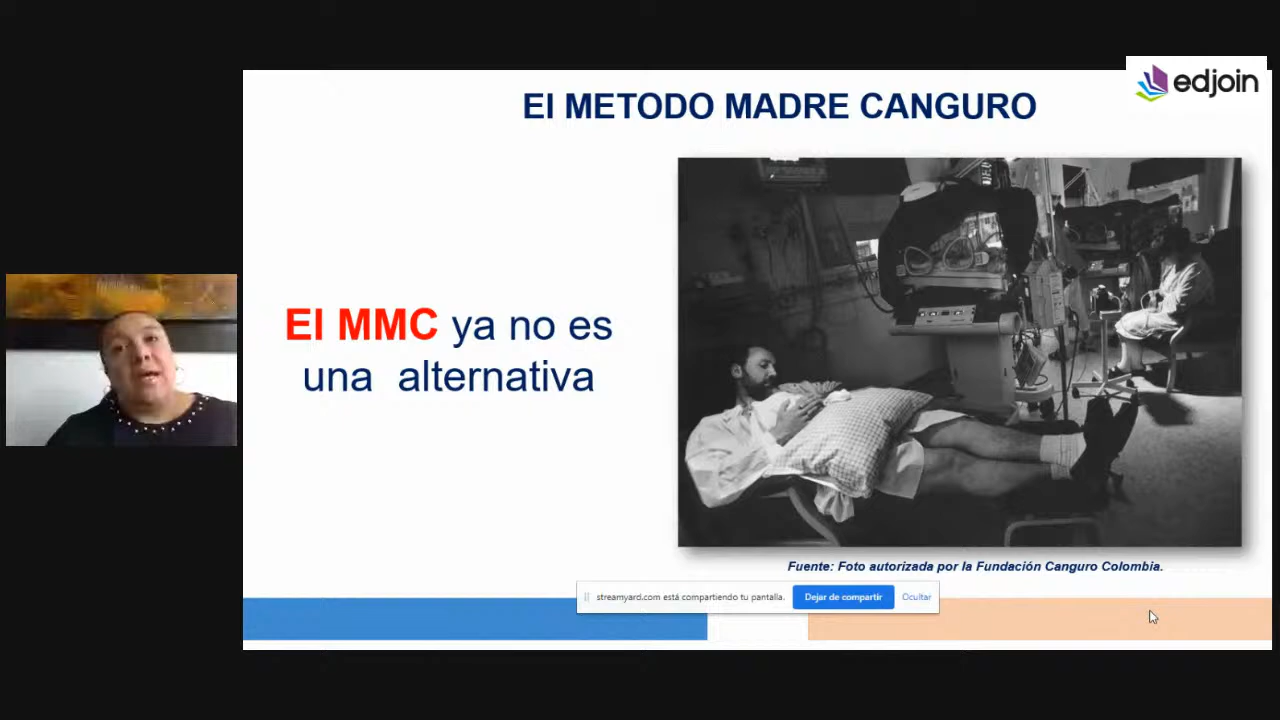 edjoin
El METODO MADRE CANGURO
El MMC ya no es
una alternativa
Fuente: Foto autorizada por la Fundación Canguro Colombia.
streamyard.com está compartiendo tu pantalla. Dejar de compartir Ocultar